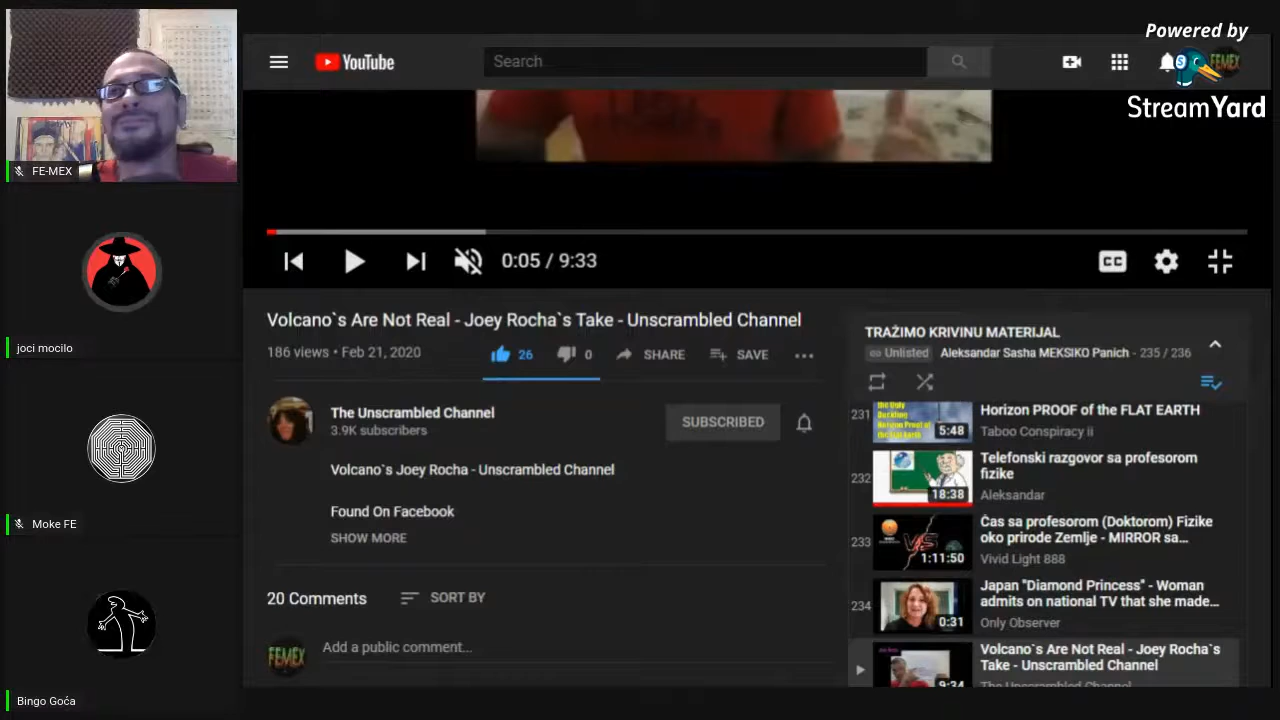 Powered by
StreamYard
YouTube
Search
FEMEX
FE-MEX
joci mocilo
Moke FE
Bingo Goća
0:05 / 9:33
CC
Volcano`s Are Not Real - Joey Rocha`s Take - Unscrambled Channel
186 views • Feb 21, 2020
26
0
SHARE
SAVE
The Unscrambled Channel
3.9K subscribers
SUBSCRIBED
Volcano`s Joey Rocha - Unscrambled Channel
Found On Facebook
SHOW MORE
20 Comments
SORT BY
FEMEX
Add a public comment...
TRAŽIMO KRIVINU MATERIJAL
Unlisted
Aleksandar Sasha MEKSIKO Panich - 235 / 236
231
Horizon Proof of
5:48
Horizon PROOF of the FLAT EARTH
Taboo Conspiracy ii
232
18:38
Telefonski razgovor sa profesorom
fizike
Aleksandar
233
VS
1:11:50
Čas sa profesorom (Doktorom) Fizike
oko prirode Zemlje - MIRROR sa...
Vivid Light 888
234
0:31
Japan "Diamond Princess" - Woman
admits on national TV that she made...
Only Observer
9:34
Volcano`s Are Not Real - Joey Rocha`s
Take - Unscrambled Channel
The Unscrambled Channel